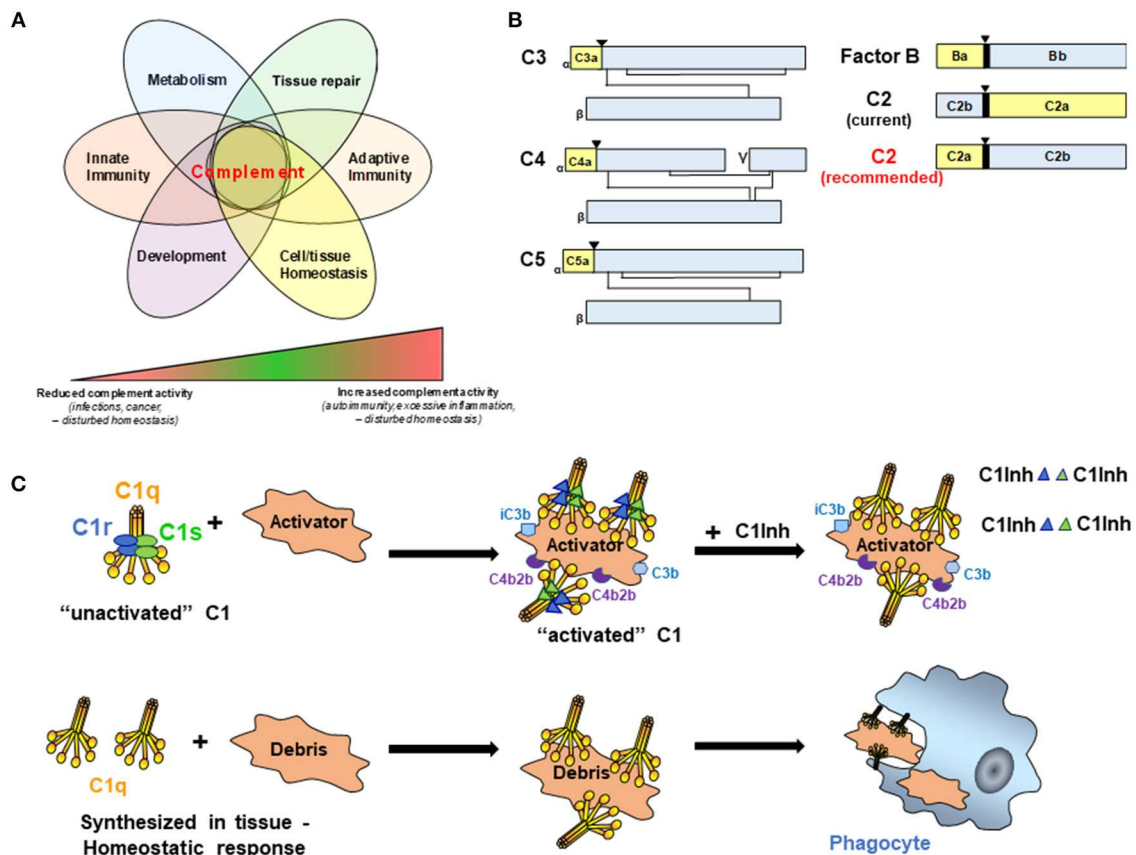 A
Metabolism
Tissue repair
Innate
Immunity
Complement
Adaptive
Immunity
Development
Cell/tissue
Homeostasis
Reduced complement activity
(infections, cancer,
– disturbed homeostasis)
Increased complement activity
(autoimmunity, excessive inflammation,
– disturbed homeostasis)
B
C3
α
C3a
β
C4
α
C4a
γ
β
C5
α
C5a
β
Factor B
Ba
Bb
C2
(current)
C2b
C2a
C2
(recommended)
C2a
C2b
C
C1q
C1r
C1s
+
Activator
"unactivated" C1
iC3b
Activator
C4b2b
C4b2b
C3b
"activated" C1
+ C1Inh
iC3b
Activator
C4b2b
C3b
C4b2b
C1Inh
C1Inh
C1Inh
C1Inh
C1q
+
Debris
Synthesized in tissue -
Homeostatic response
Debris
Phagocyte